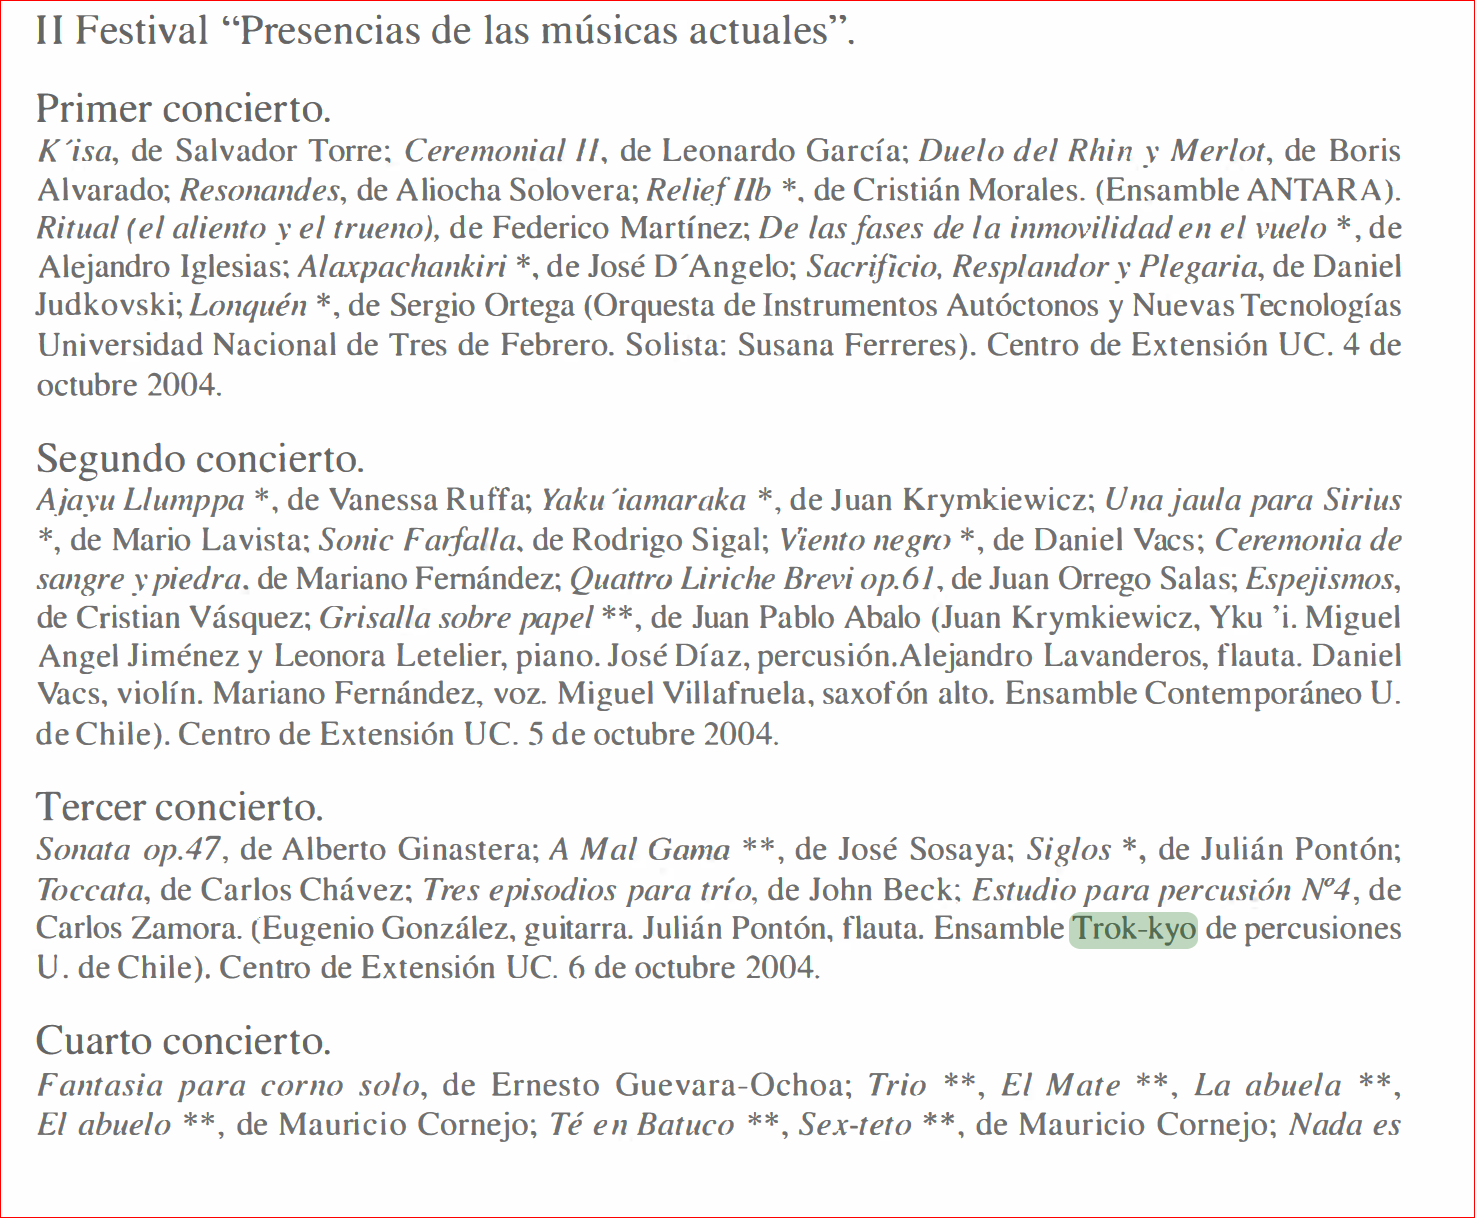 II Festival “Presencias de las músicas actuales”.
Primer concierto.
K´isa, de Salvador Torre; Ceremonial II, de Leonardo García; Duelo del Rhin y Merlot, de Boris
Alvarado; Resonandes, de Aliocha Solovera; Relief IIb *, de Cristián Morales. (Ensamble ANTARA).
Ritual (el aliento y el trueno), de Federico Martínez; De las fases de la inmovilidad en el vuelo *, de
Alejandro Iglesias; Alaxpachankiri *, de José D´Angelo; Sacrificio, Resplandor y Plegaria, de Daniel
Judkovski; Lonquén *, de Sergio Ortega (Orquesta de Instrumentos Autóctonos y Nuevas Tecnologías
Universidad Nacional de Tres de Febrero. Solista: Susana Ferreres). Centro de Extensión UC. 4 de
octubre 2004.
Segundo concierto.
Ajayu Llumppa *, de Vanessa Ruffa; Yaku´iamaraka *, de Juan Krymkiewicz; Una jaula para Sirius
*, de Mario Lavista; Sonic Farfalla, de Rodrigo Sigal; Viento negro *, de Daniel Vacs; Ceremonia de
sangre y piedra, de Mariano Fernández; Quattro Liriche Brevi op.61, de Juan Orrego Salas; Espejismos,
de Cristian Vásquez; Grisalla sobre papel **, de Juan Pablo Abalo (Juan Krymkiewicz, Yku ’i. Miguel
Angel Jiménez y Leonora Letelier, piano. José Díaz, percusión.Alejandro Lavanderos, flauta. Daniel
Vacs, violín. Mariano Fernández, voz. Miguel Villafruela, saxofón alto. Ensamble Contemporáneo U.
de Chile). Centro de Extensión UC. 5 de octubre 2004.
Tercer concierto.
Sonata op.47, de Alberto Ginastera; A Mal Gama **, de José Sosaya; Siglos *, de Julián Pontón;
Toccata, de Carlos Chávez; Tres episodios para trío, de John Beck; Estudio para percusión Nº4, de
Carlos Zamora. (Eugenio González, guitarra. Julián Pontón, flauta. Ensamble Trok-kyo de percusiones
U. de Chile). Centro de Extensión UC. 6 de octubre 2004.
Cuarto concierto.
Fantasia para corno solo, de Ernesto Guevara-Ochoa; Trio **, El Mate **, La abuela **,
El abuelo **, de Mauricio Cornejo; Té en Batuco **, Sex-teto **, de Mauricio Cornejo; Nada es